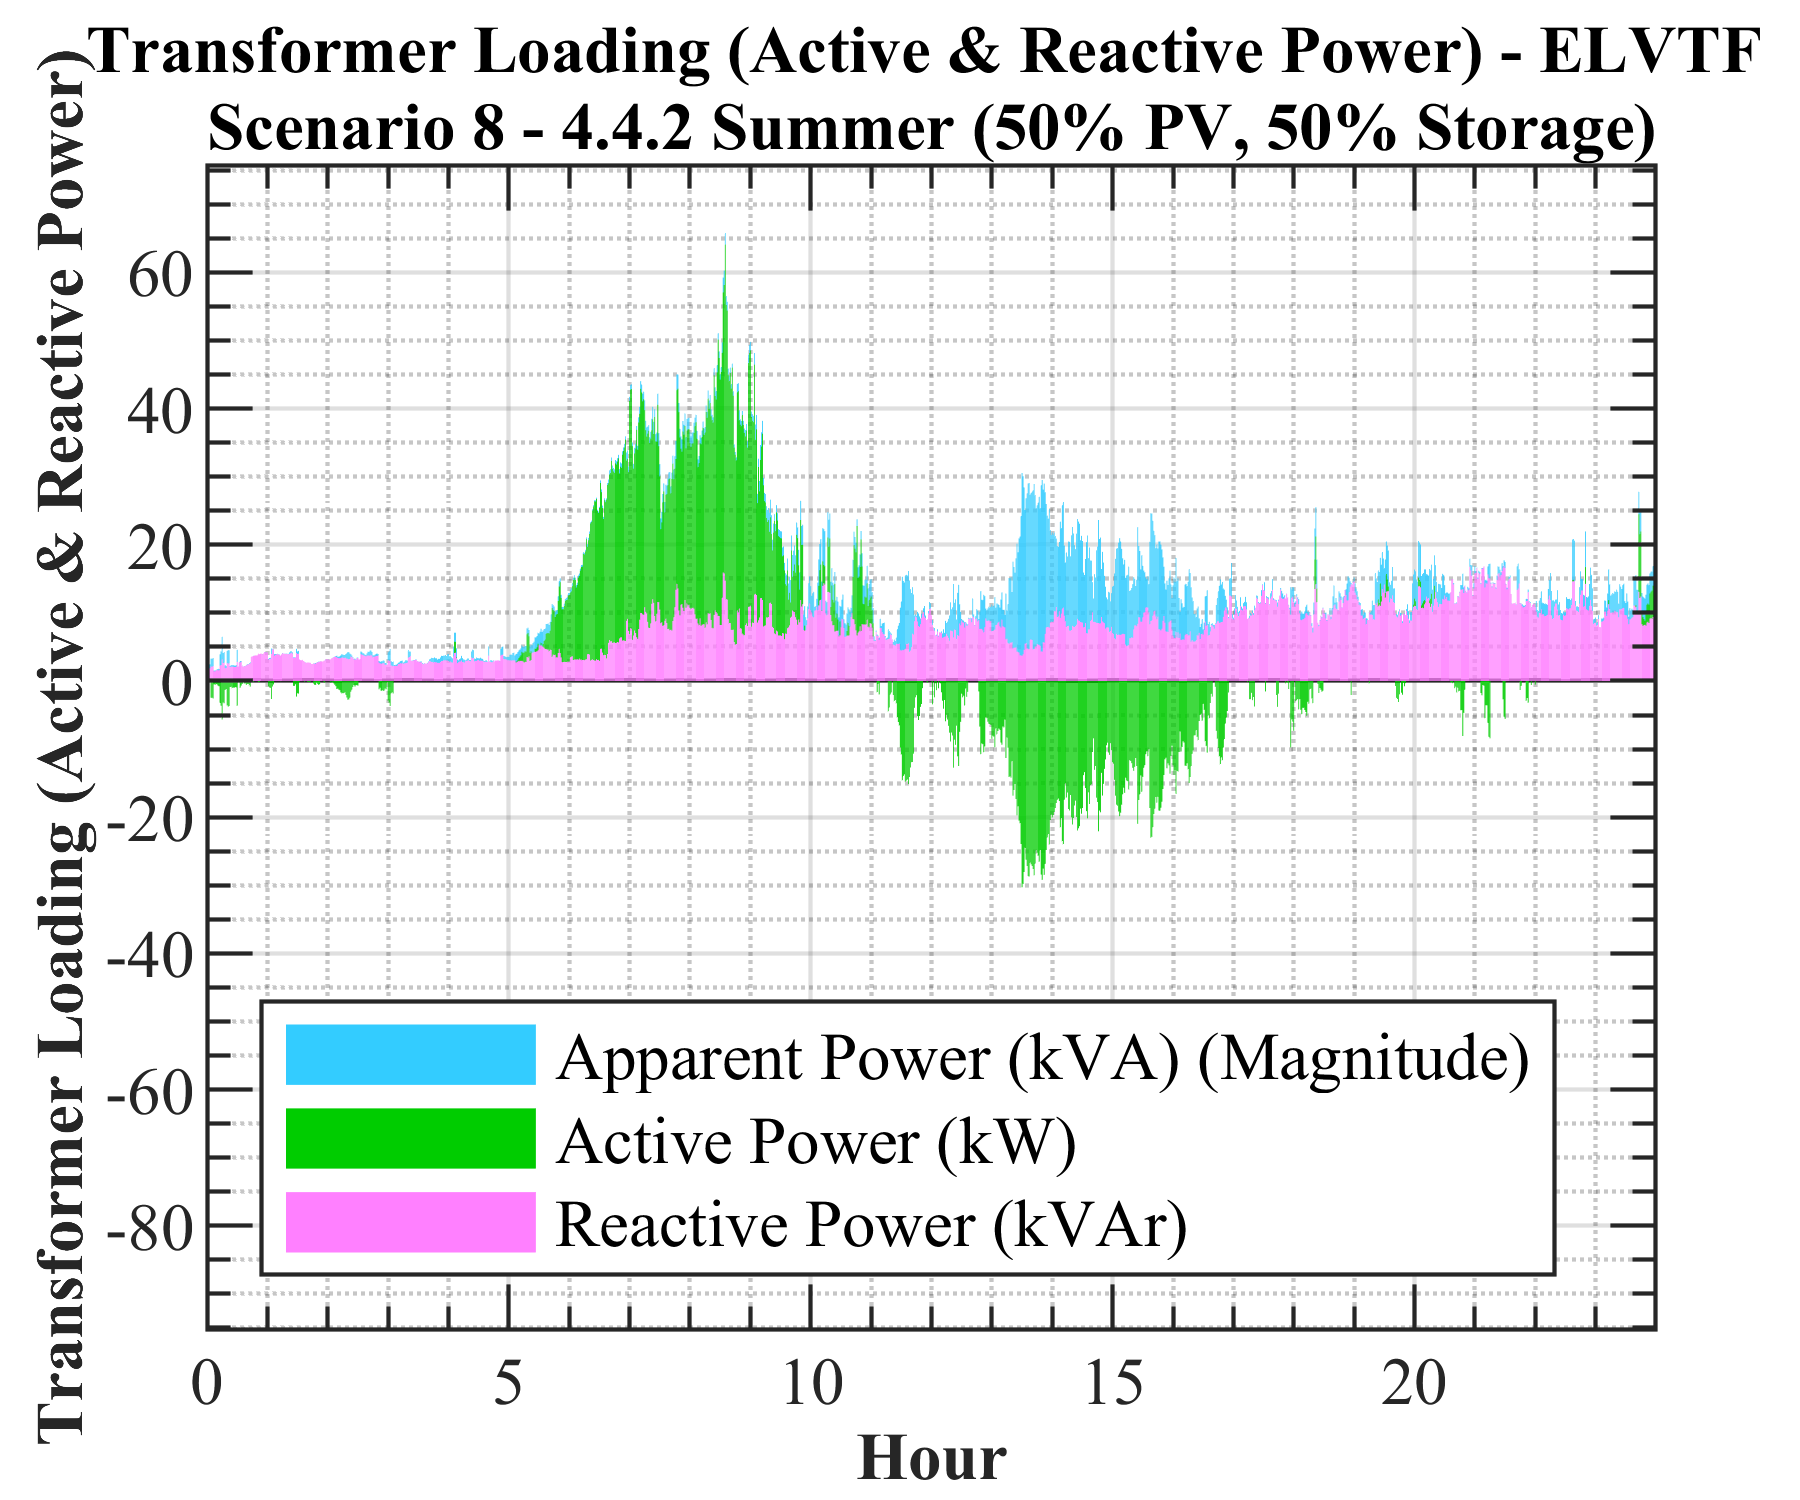 Transformer Loading (Active & Reactive Power) - ELVTF
Scenario 8 - 4.4.2 Summer (50% PV, 50% Storage)
Transformer Loading (Active & Reactive Power)
60
40
20
0
-20
-40
-60
-80
Apparent Power (kVA) (Magnitude)
Active Power (kW)
Reactive Power (kVAr)
0 5 10 15 20
Hour